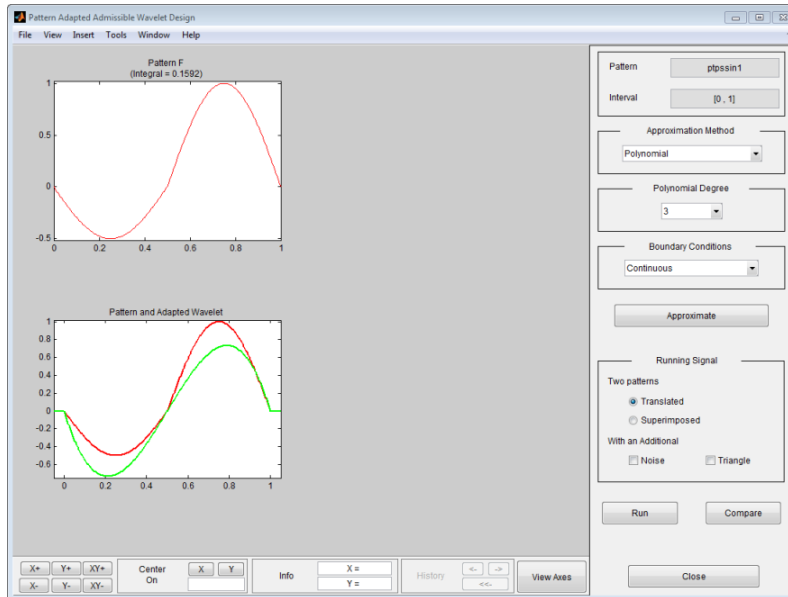 Pattern Adapted Admissible Wavelet Design
File View Insert Tools Window Help
Pattern F
(Integral = 0.1592)
1
0.5
0
-0.5
0 0.2 0.4 0.6 0.8 1
Pattern and Adapted Wavelet
1
0.8
0.6
0.4
0.2
0
-0.2
-0.4
-0.6
0 0.2 0.4 0.6 0.8 1
Pattern ptpssin1
Interval [0 , 1]
Approximation Method
Polynomial
Polynomial Degree
3
Boundary Conditions
Continuous
Approximate
Running Signal
Two patterns
Translated
Superimposed
With an Additional
Noise Triangle
Run Compare
Close
X+ Y+ XY+
X- Y- XY-
Center
On
X Y
Info
X =
Y =
History
<- ->
<<-
View Axes